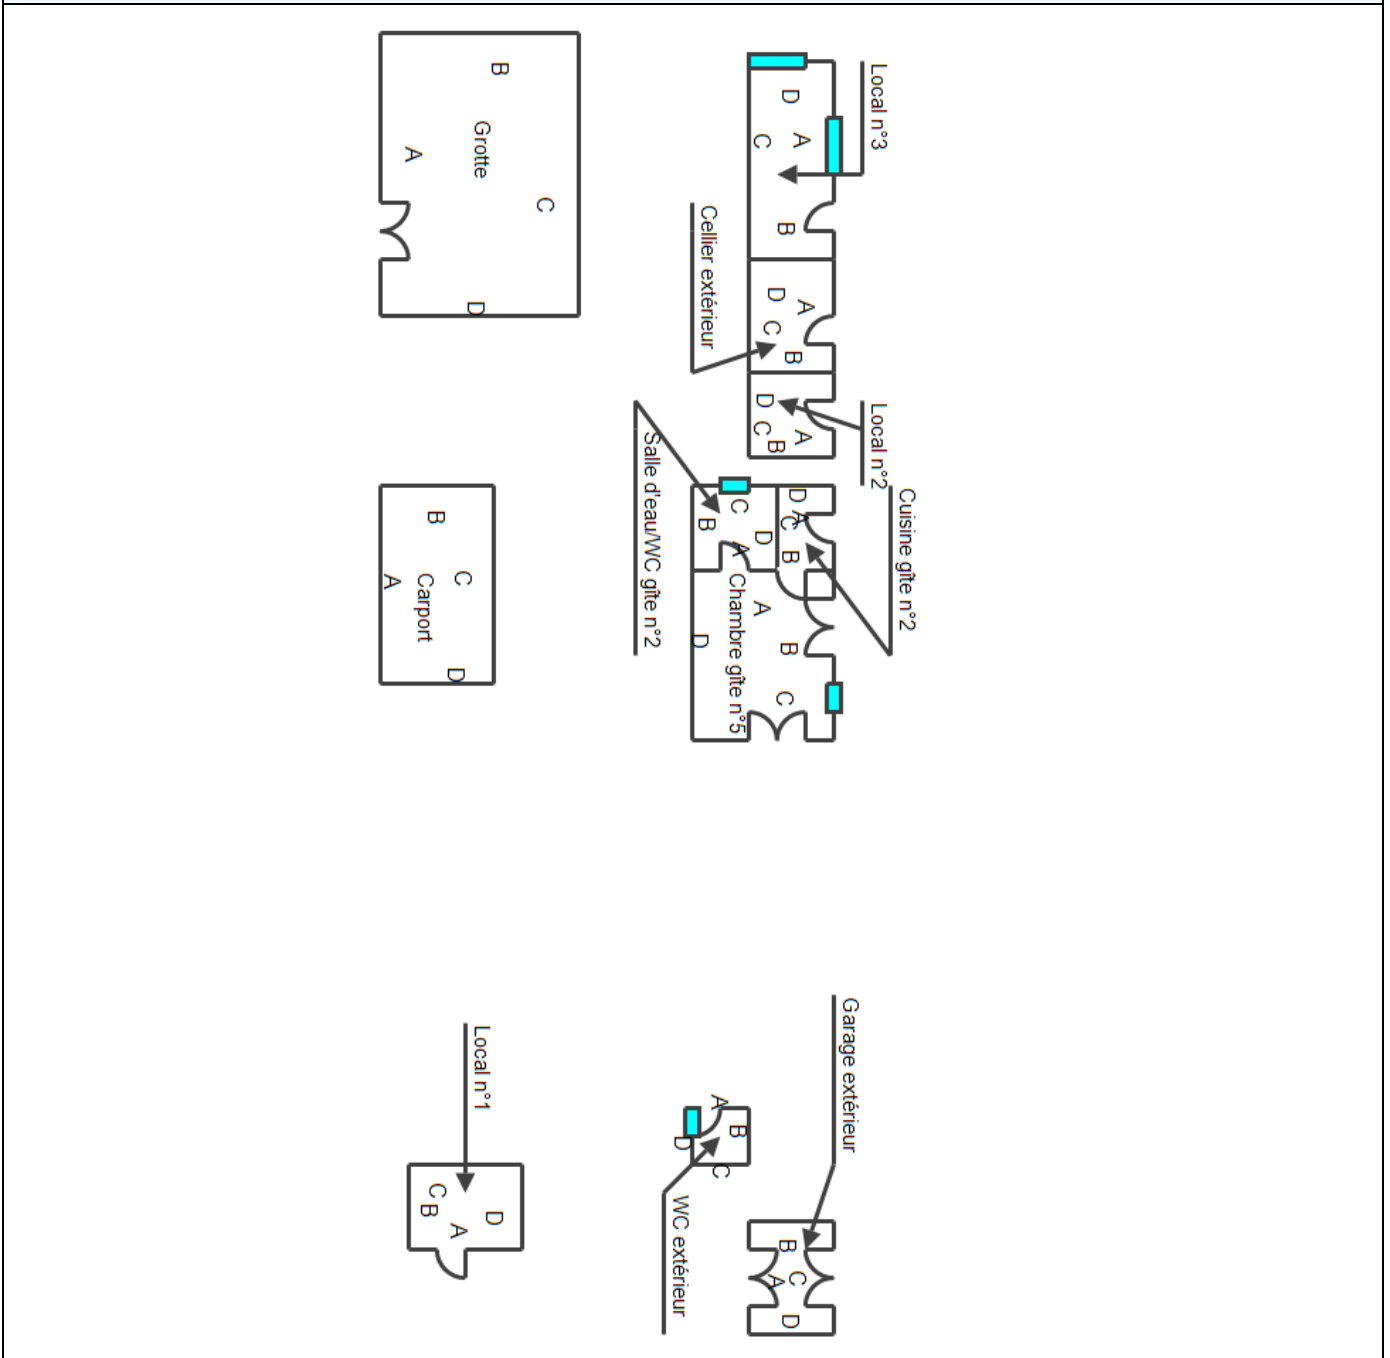 B
Grotte
A
C
D
Local n°3
D
A
C
B
Cellier extérieur
D
A
C
B
Local n°2
D
A
C
B
Cuisine gîte n°2
D
A
C
B
Salle d'eau/WC gîte n°2
C
B
D
A
Chambre gîte n°5
A
B
D
C
B
C
Carport
A
D
Garage extérieur
B
C
A
D
WC extérieur
A
B
D
C
Local n°1
C
B
D
A